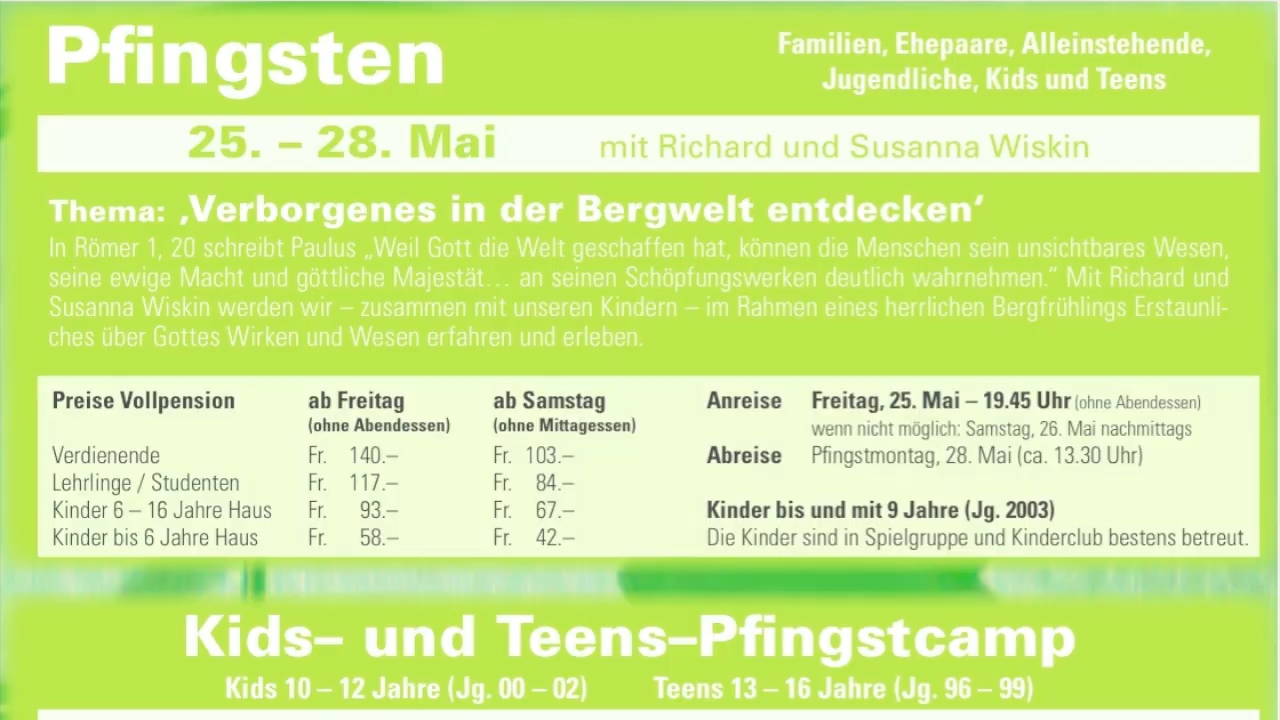 Pfingsten
Familien, Ehepaare, Alleinstehende,
Jugendliche, Kids und Teens
25. – 28. Mai mit Richard und Susanna Wiskin
Thema: ‚Verborgenes in der Bergwelt entdecken‘
In Römer 1, 20 schreibt Paulus „Weil Gott die Welt geschaffen hat, können die Menschen sein unsichtbares Wesen,
seine ewige Macht und göttliche Majestät… an seinen Schöpfungswerken deutlich wahrnehmen.“ Mit Richard und
Susanna Wiskin werden wir – zusammen mit unseren Kindern – im Rahmen eines herrlichen Bergfrühlings Erstaunli-
ches über Gottes Wirken und Wesen erfahren und erleben.
Preise Vollpension ab Freitag ab Samstag
(ohne Abendessen) (ohne Mittagessen)
Verdienende Fr. 140.– Fr. 103.–
Lehrlinge / Studenten Fr. 117.– Fr. 84.–
Kinder 6 – 16 Jahre Haus Fr. 93.– Fr. 67.–
Kinder bis 6 Jahre Haus Fr. 58.– Fr. 42.–
Anreise Freitag, 25. Mai – 19.45 Uhr (ohne Abendessen)
wenn nicht möglich: Samstag, 26. Mai nachmittags
Abreise Pfingstmontag, 28. Mai (ca. 13.30 Uhr)
Kinder bis und mit 9 Jahre (Jg. 2003)
Die Kinder sind in Spielgruppe und Kinderclub bestens betreut.
Kids– und Teens–Pfingstcamp
Kids 10 – 12 Jahre (Jg. 00 – 02) Teens 13 – 16 Jahre (Jg. 96 – 99)